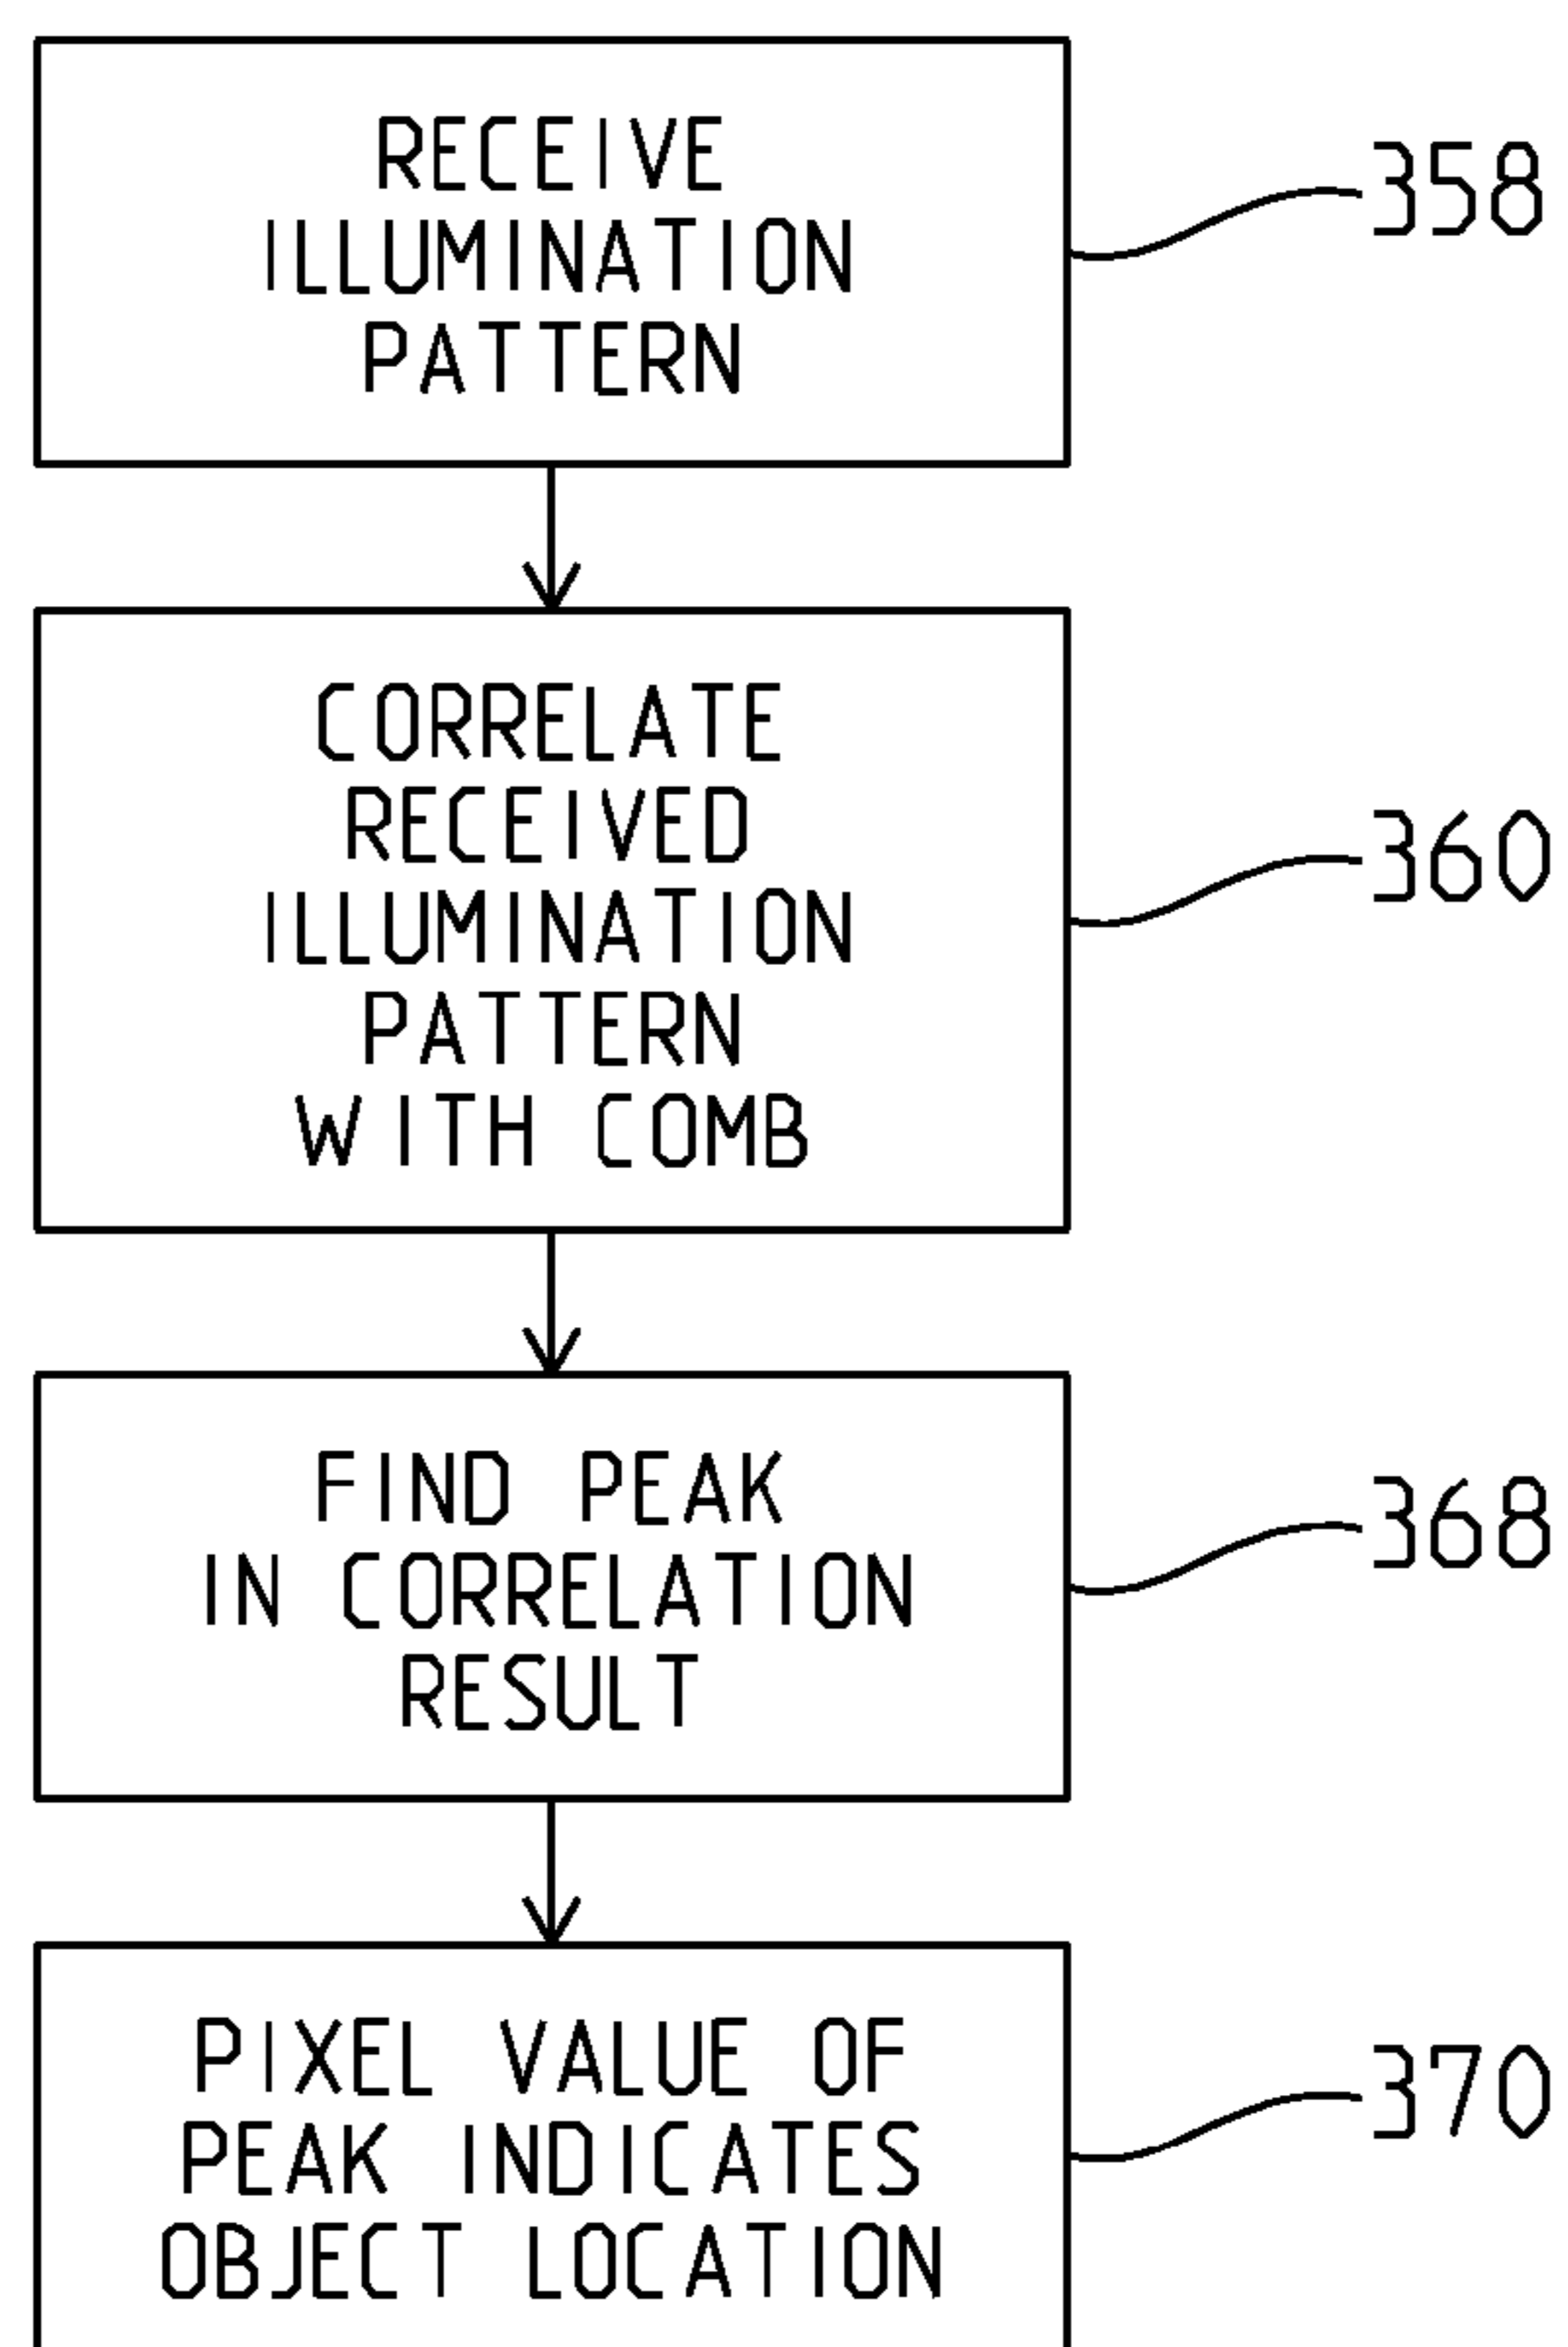 RECEIVE
ILLUMINATION
PATTERN
358
CORRELATE
RECEIVED
ILLUMINATION
PATTERN
WITH COMB
360
FIND PEAK
IN CORRELATION
RESULT
368
PIXEL VALUE OF
PEAK INDICATES
OBJECT LOCATION
370